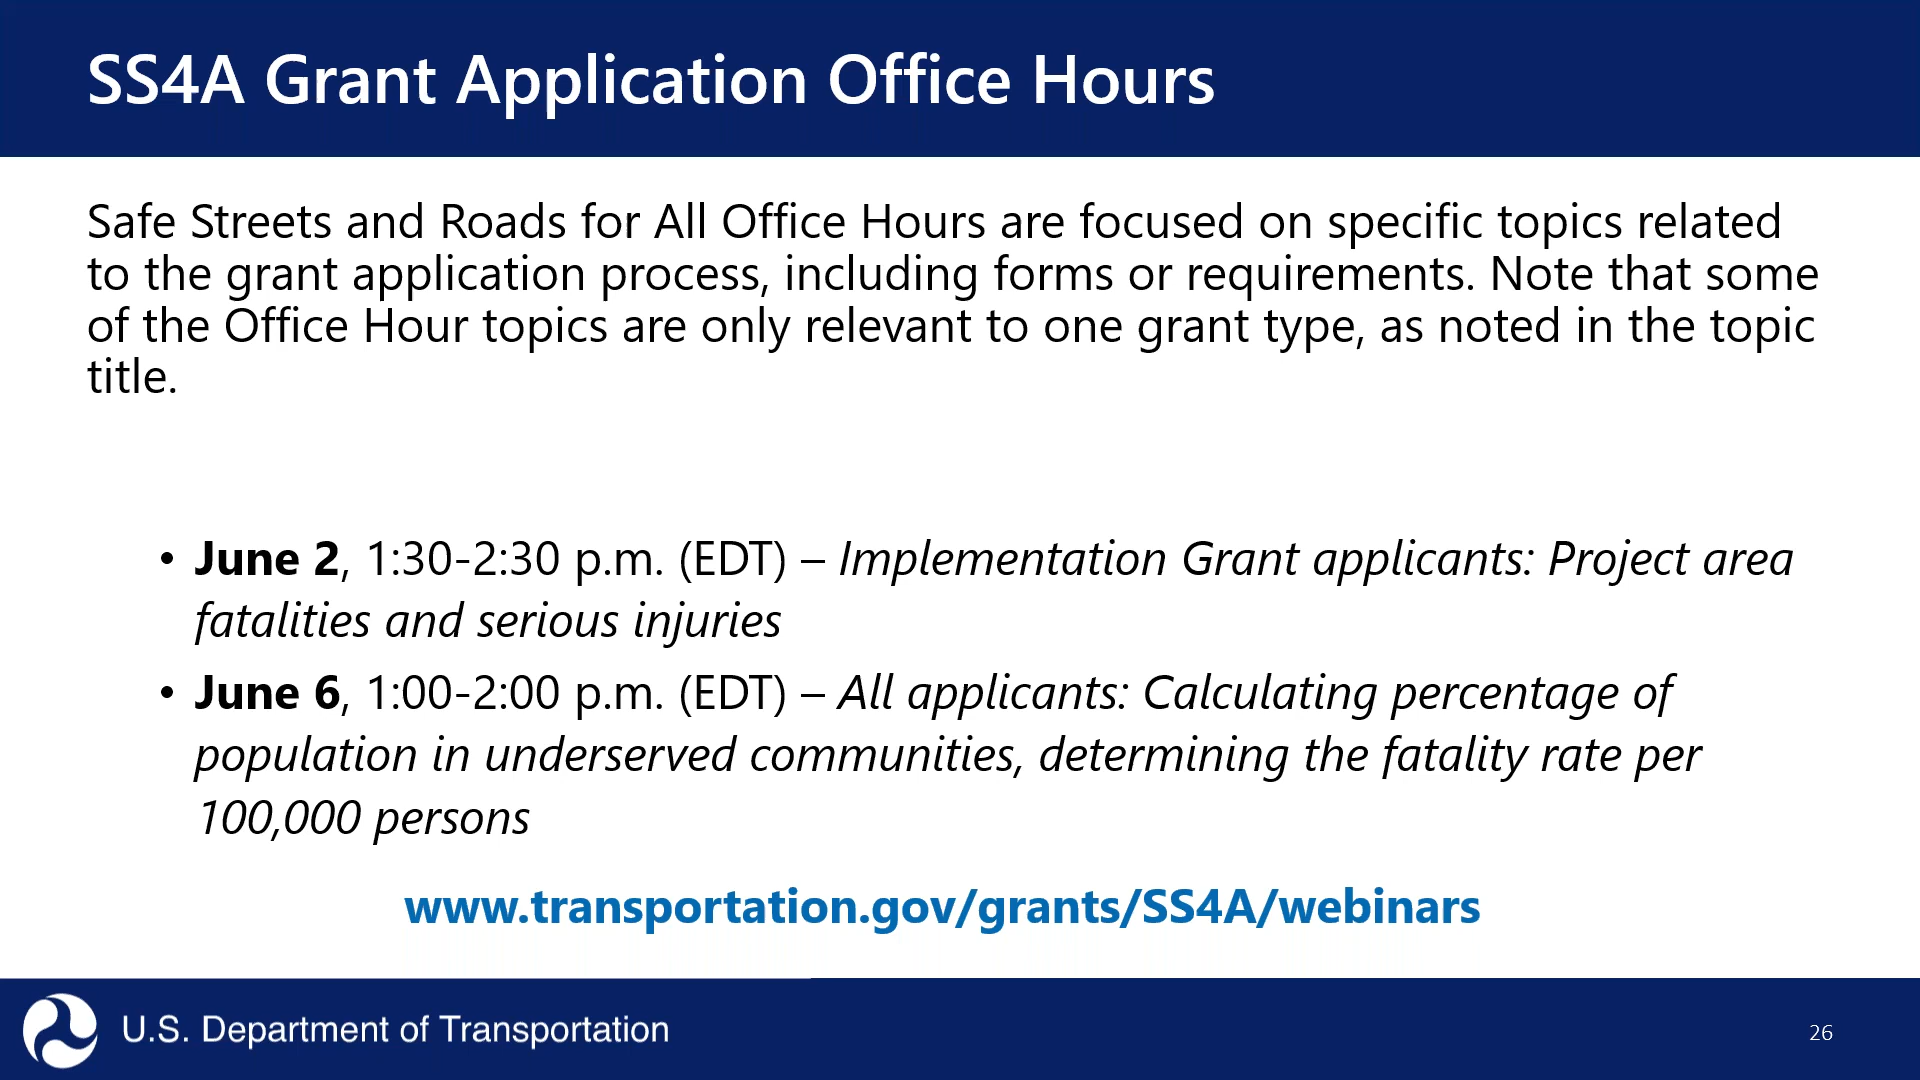 SS4A Grant Application Office Hours
Safe Streets and Roads for All Office Hours are focused on specific topics related
to the grant application process, including forms or requirements. Note that some
of the Office Hour topics are only relevant to one grant type, as noted in the topic
title.
• June 2, 1:30-2:30 p.m. (EDT) – Implementation Grant applicants: Project area
fatalities and serious injuries
• June 6, 1:00-2:00 p.m. (EDT) – All applicants: Calculating percentage of
population in underserved communities, determining the fatality rate per
100,000 persons
www.transportation.gov/grants/SS4A/webinars
U.S. Department of Transportation
26